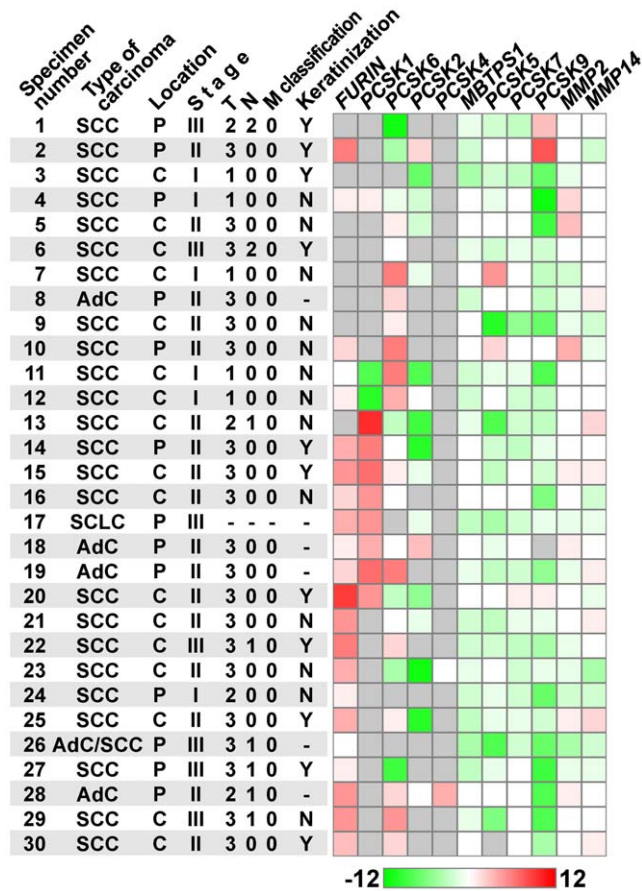 Specimen number Type of carcinoma Location Stage T N M classification Keratinization FURIN PCSK1 PCSK6 PCSK2 PCSK4 MBTPS1 PCSK5 PCSK7 PCSK9 MMP2 MMP14
1 SCC P III 2 2 0 Y
2 SCC P II 3 0 0 Y
3 SCC C I 1 0 0 Y
4 SCC P I 1 0 0 N
5 SCC C II 3 0 0 N
6 SCC C III 3 2 0 Y
7 SCC C I 1 0 0 N
8 AdC P II 3 0 0 -
9 SCC C II 3 0 0 N
10 SCC P II 3 0 0 N
11 SCC C I 1 0 0 N
12 SCC C I 1 0 0 N
13 SCC C II 2 1 0 N
14 SCC P II 3 0 0 Y
15 SCC C II 3 0 0 Y
16 SCC C II 3 0 0 N
17 SCLC P III - - - -
18 AdC P II 3 0 0 -
19 AdC P II 3 0 0 -
20 SCC C II 3 0 0 Y
21 SCC C II 3 0 0 N
22 SCC C III 3 1 0 Y
23 SCC C II 3 0 0 N
24 SCC P I 2 0 0 N
25 SCC C II 3 0 0 Y
26 AdC/SCC P III 3 1 0 -
27 SCC P III 3 1 0 Y
28 AdC P II 2 1 0 -
29 SCC C III 3 1 0 N
30 SCC C II 3 0 0 Y
-12 12